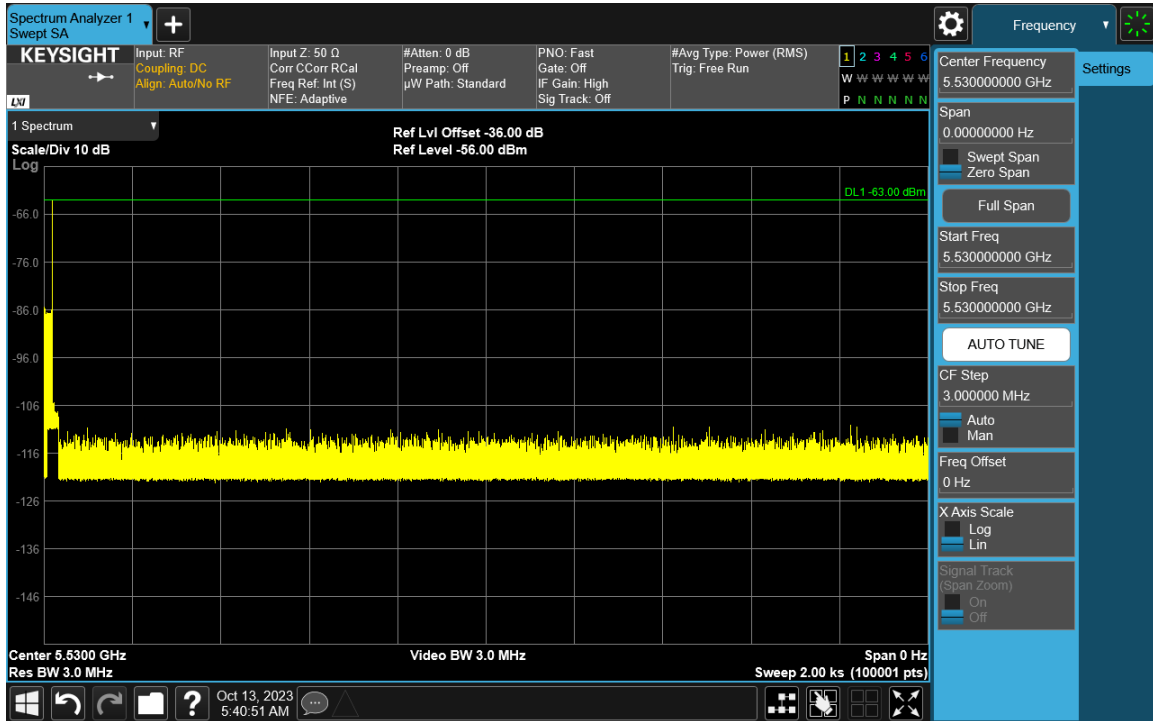 Spectrum Analyzer 1
Swept SA
Frequency
KEYSIGHT
LXI
Input: RF
Coupling: DC
Align: Auto/No RF
Input Z: 50 Ω
Corr CCorr RCal
Freq Ref: Int (S)
NFE: Adaptive
#Atten: 0 dB
Preamp: Off
µW Path: Standard
PNO: Fast
Gate: Off
IF Gain: High
Sig Track: Off
#Avg Type: Power (RMS)
Trig: Free Run
1 2 3 4 5 6
W W W W W W
P N N N N N
1 Spectrum
Scale/Div 10 dB
Log
Ref Lvl Offset -36.00 dB
Ref Level -56.00 dBm
DL1 -63.00 dBm
-66.0
-76.0
-86.0
-96.0
-106
-116
-126
-136
-146
Center 5.5300 GHz
Res BW 3.0 MHz
Video BW 3.0 MHz
Span 0 Hz
Sweep 2.00 ks (100001 pts)
Oct 13, 2023
5:40:51 AM
?
Center Frequency
5.530000000 GHz
Settings
Span
0.00000000 Hz
Swept Span
Zero Span
Full Span
Start Freq
5.530000000 GHz
Stop Freq
5.530000000 GHz
AUTO TUNE
CF Step
3.000000 MHz
Auto
Man
Freq Offset
0 Hz
X Axis Scale
Log
Lin
Signal Track
(Span Zoom)
On
Off